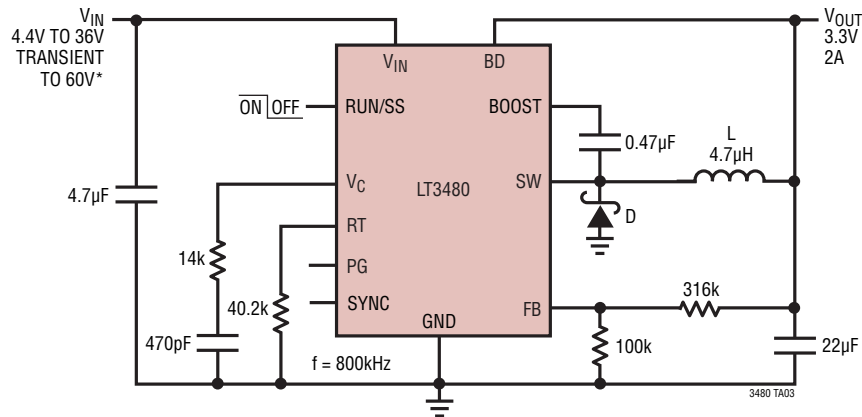 VIN
4.4V TO 36V
TRANSIENT
TO 60V*
VOUT
3.3V
2A
VIN
BD
ON OFF
RUN/SS
BOOST
0.47µF
L
4.7µH
4.7µF
VC
LT3480
SW
D
RT
14k
PG
40.2k
SYNC
FB
316k
GND
470pF
f = 800kHz
100k
22µF
3480 TA03